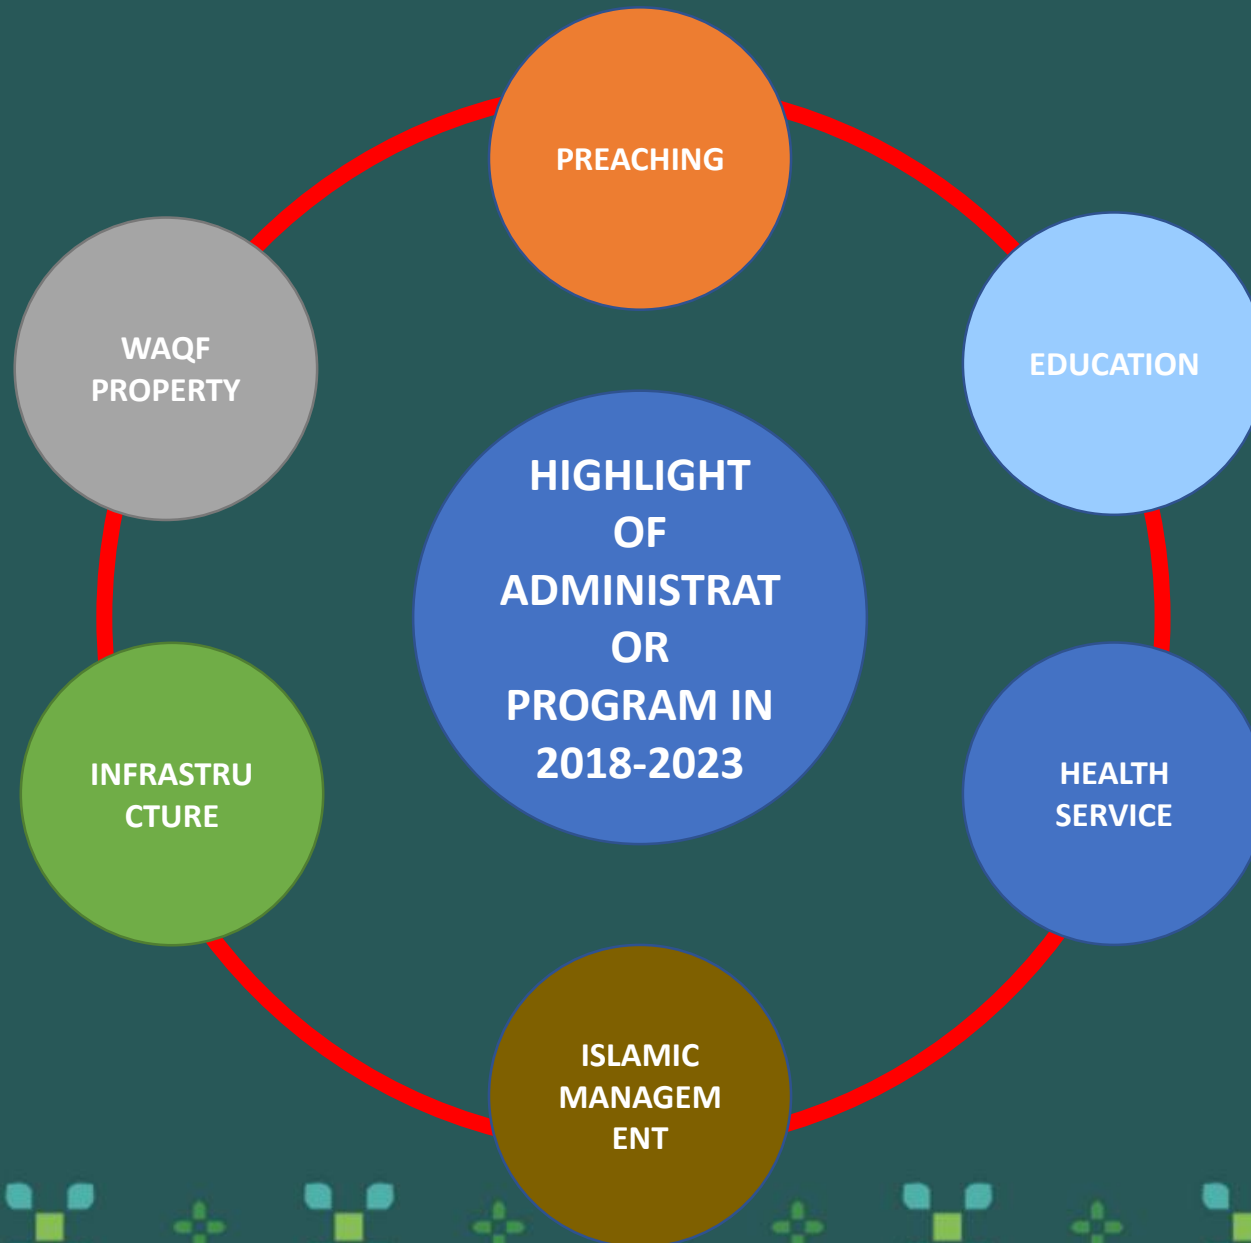 PREACHING
EDUCATION
HEALTH
SERVICE
ISLAMIC
MANAGEM
ENT
INFRASTRU
CTURE
WAQF
PROPERTY
HIGHLIGHT
OF
ADMINISTRAT
OR
PROGRAM IN
2018-2023